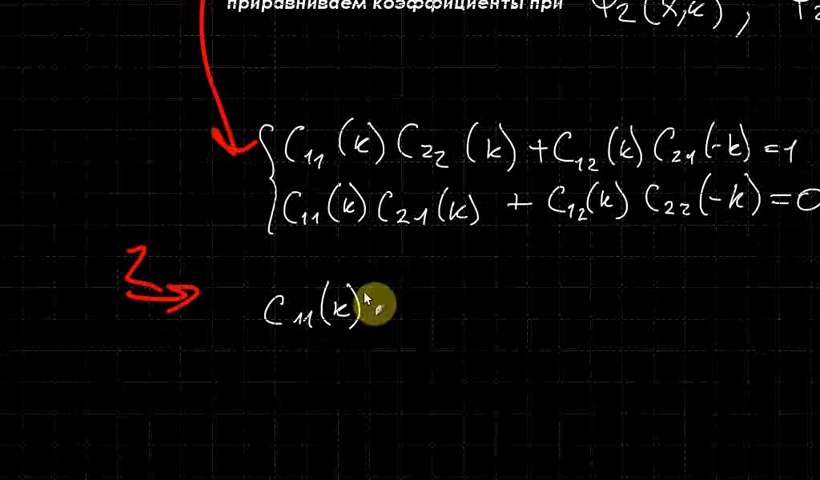 приравниваем коэффициенты при φ₂(x,k),
C₁₁(k) C₂₂(k) + C₁₂(k) C₂₁(-k) = 1
C₁₁(k) C₂₁(k) + C₁₂(k) C₂₂(-k) = 0
2
C₁₁(k)